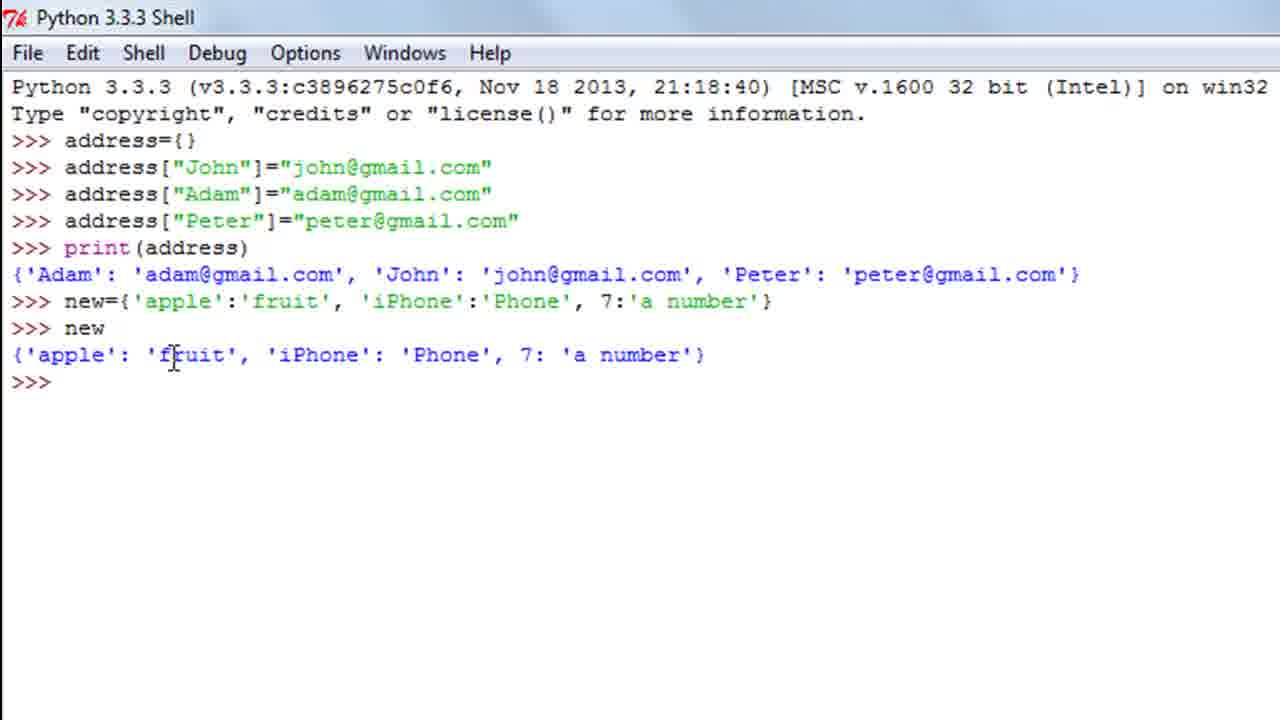 Python 3.3.3 Shell
File Edit Shell Debug Options Windows Help
Python 3.3.3 (v3.3.3:c3896275c0f6, Nov 18 2013, 21:18:40) [MSC v.1600 32 bit (Intel)] on win32
Type "copyright", "credits" or "license()" for more information.
>>> address={}
>>> address["John"]="john@gmail.com"
>>> address["Adam"]="adam@gmail.com"
>>> address["Peter"]="peter@gmail.com"
>>> print(address)
{'Adam': 'adam@gmail.com', 'John': 'john@gmail.com', 'Peter': 'peter@gmail.com'}
>>> new={'apple':'fruit', 'iPhone':'Phone', 7:'a number'}
>>> new
{'apple': 'fruit', 'iPhone': 'Phone', 7: 'a number'}
>>>